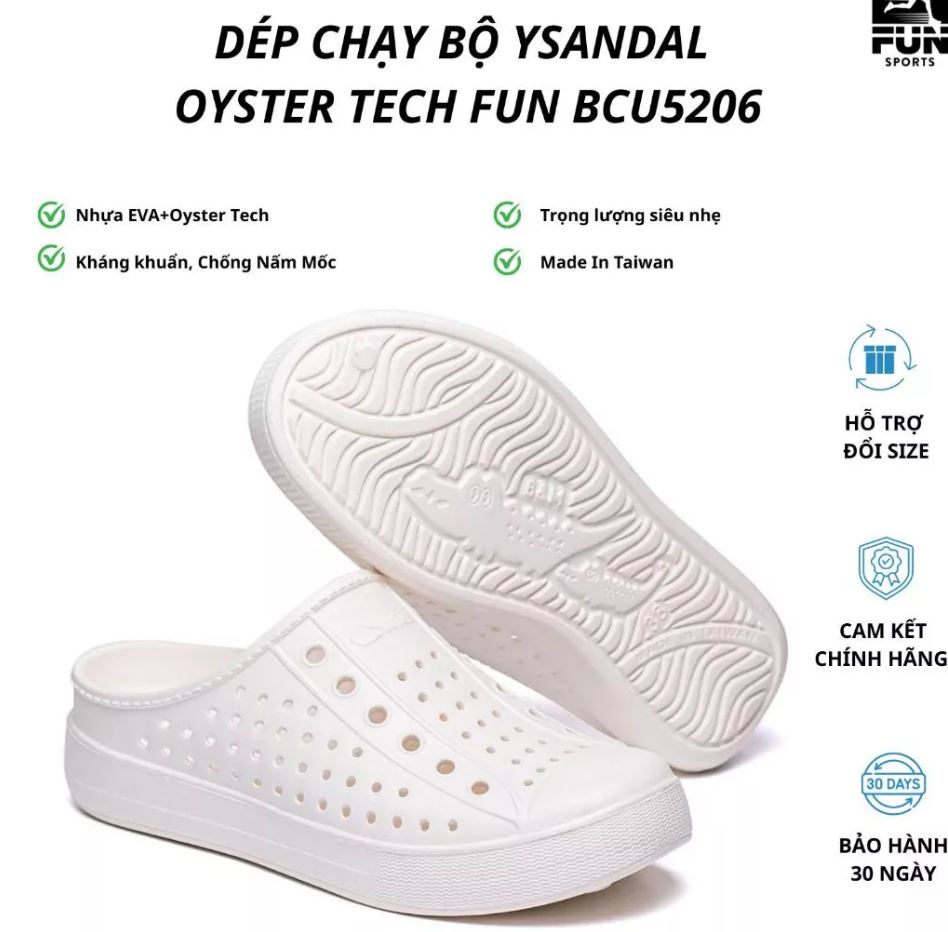 DÉP CHẠY BỘ YSANDAL
OYSTER TECH FUN BCU5206
FUN
SPORTS
Nhựa EVA+Oyster Tech
Trọng lượng siêu nhẹ
Kháng khuẩn, Chống Nấm Mốc
Made In Taiwan
HỖ TRỢ
ĐỔI SIZE
CAM KẾT
CHÍNH HÃNG
30 DAYS
BẢO HÀNH
30 NGÀY